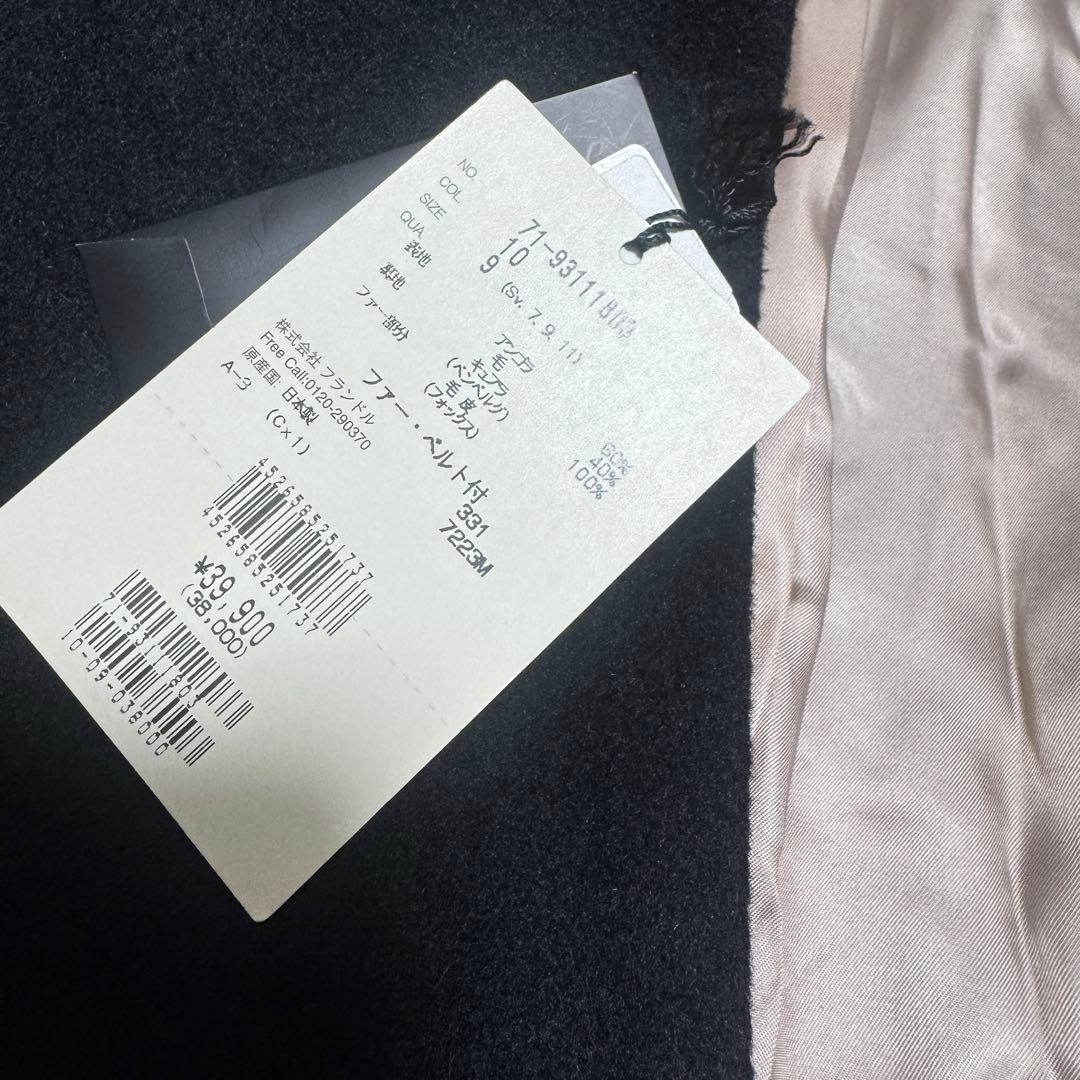 NO. 71-93111803
COL. 10
SIZE 9 (Sv. 7. 9. 11)
QUA.
表地 アンゴラ 60%
毛 40%
裏地 キュプラ 100%
(ベンベルグ)
ファー部分 毛皮
(フォックス)
ファー・ベルト付
331
7223M
株式会社 フランドル
Free Call:0120-290370
原産国: 日本製
A-3 (C×1)
4526585251737
4526585251737
*39,900
(38,000)
71-93111803
10-09-038000